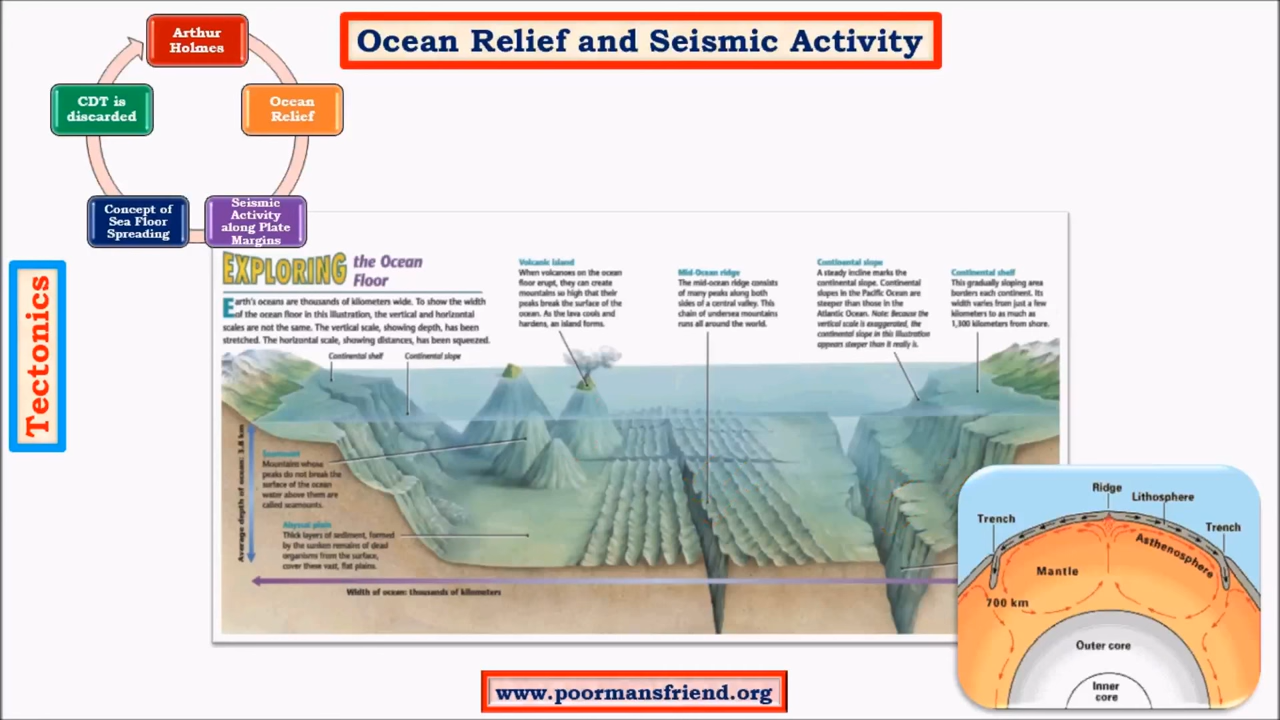 Ocean Relief and Seismic Activity
Arthur
Holmes
Ocean
Relief
Seismic
Activity
along Plate
Margins
Concept of
Sea Floor
Spreading
CDT is
discarded
Tectonics
EXPLORING the Ocean
Floor
Earth's oceans are thousands of kilometers wide. To show the width
of the ocean floor in this illustration, the vertical and horizontal
scales are not the same. The vertical scale, showing depth, has been
stretched. The horizontal scale, showing distances, has been squeezed.
Continental shelf
Continental slope
Volcanic Island
When volcanoes on the ocean
floor erupt, they can create
mountains so high that their
peaks break the surface of the
ocean. As the lava cools and
hardens, an island forms.
Mid-Ocean ridge
The mid-ocean ridge consists
of many peaks along both
sides of a central valley. This
chain of undersea mountains
runs all around the world.
Continental slope
A steady incline marks the
continental slope. Continental
slopes in the Pacific Ocean are
steeper than those in the
Atlantic Ocean. Note: Because the
vertical scale is exaggerated, the
continental slope in this illustration
appears steeper than it really is.
Continental shelf
This gradually sloping area
borders each continent. Its
width varies from just a few
kilometers to as much as
1,300 kilometers from shore.
Average depth of ocean: 3.8 km
Seamount
Mountains whose
peaks do not break the
surface of the ocean
water above them are
called seamounts.
Abyssal plain
Thick layers of sediment, formed
by the sunken remains of dead
organisms from the surface,
cover these vast, flat plains.
Width of ocean: thousands of kilometers
Ridge
Lithosphere
Trench
Trench
Asthenosphere
Mantle
700 km
Outer core
Inner
core
www.poormansfriend.org